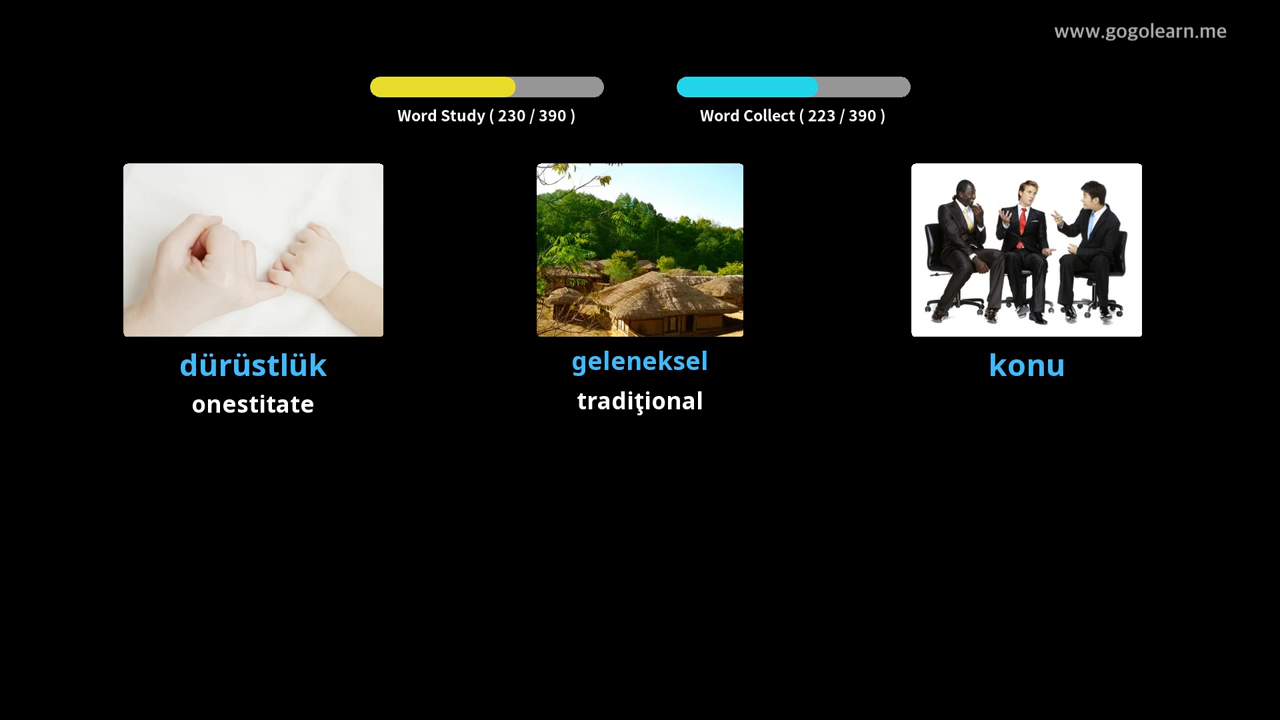 www.gogolearn.me
Word Study ( 230 / 390 )
Word Collect ( 223 / 390 )
dürüstlük
onestitate
geleneksel
tradiţional
konu